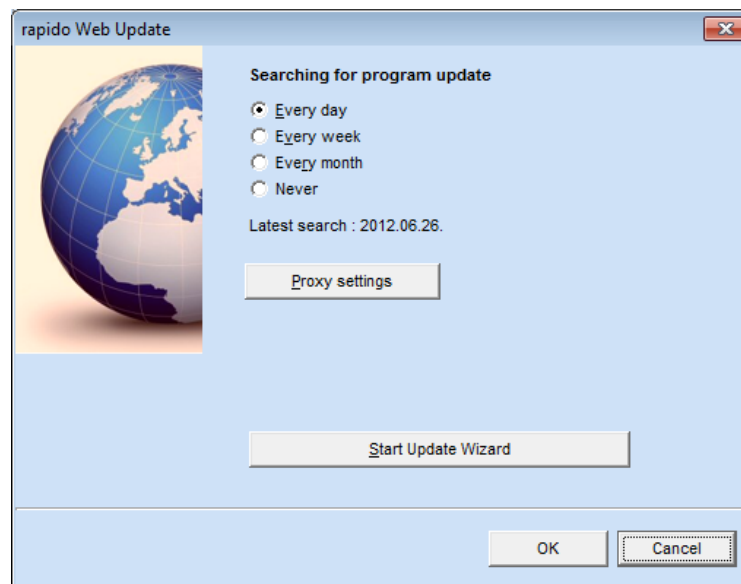 rapido Web Update
Searching for program update
Every day
Every week
Every month
Never
Latest search : 2012.06.26.
Proxy settings
Start Update Wizard
OK
Cancel